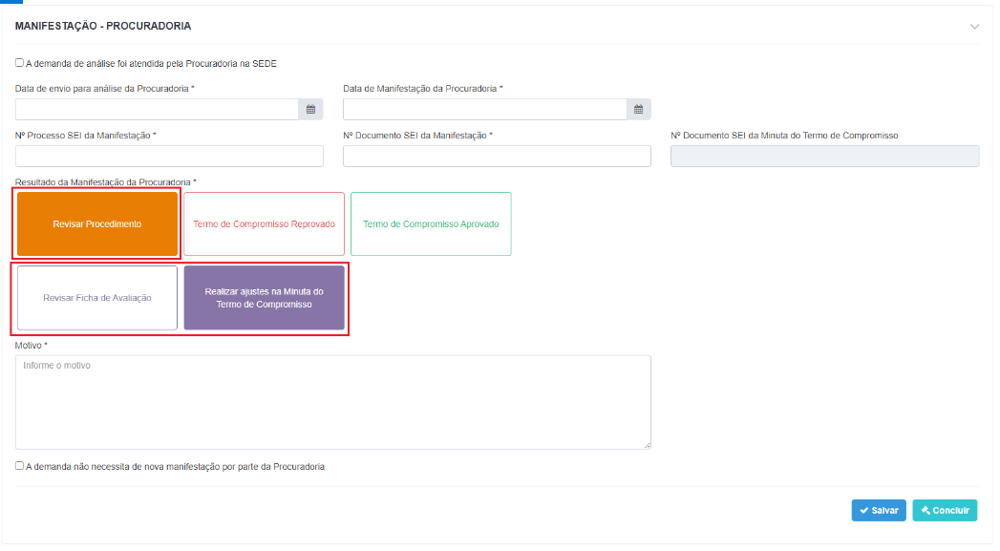 MANIFESTAÇÃO - PROCURADORIA
A demanda de análise foi atendida pela Procuradoria na SEDE
Data de envio para análise da Procuradoria *
Data de Manifestação da Procuradoria *
Nº Processo SEI da Manifestação *
Nº Documento SEI da Manifestação *
Nº Documento SEI da Minuta do Termo de Compromisso
Resultado da Manifestação da Procuradoria *
Revisar Procedimento
Termo de Compromisso Reprovado
Termo de Compromisso Aprovado
Revisar Ficha de Avaliação
Realizar ajustes na Minuta do
Termo de Compromisso
Motivo *
Informe o motivo
A demanda não necessita de nova manifestação por parte da Procuradoria
Salvar
Concluir